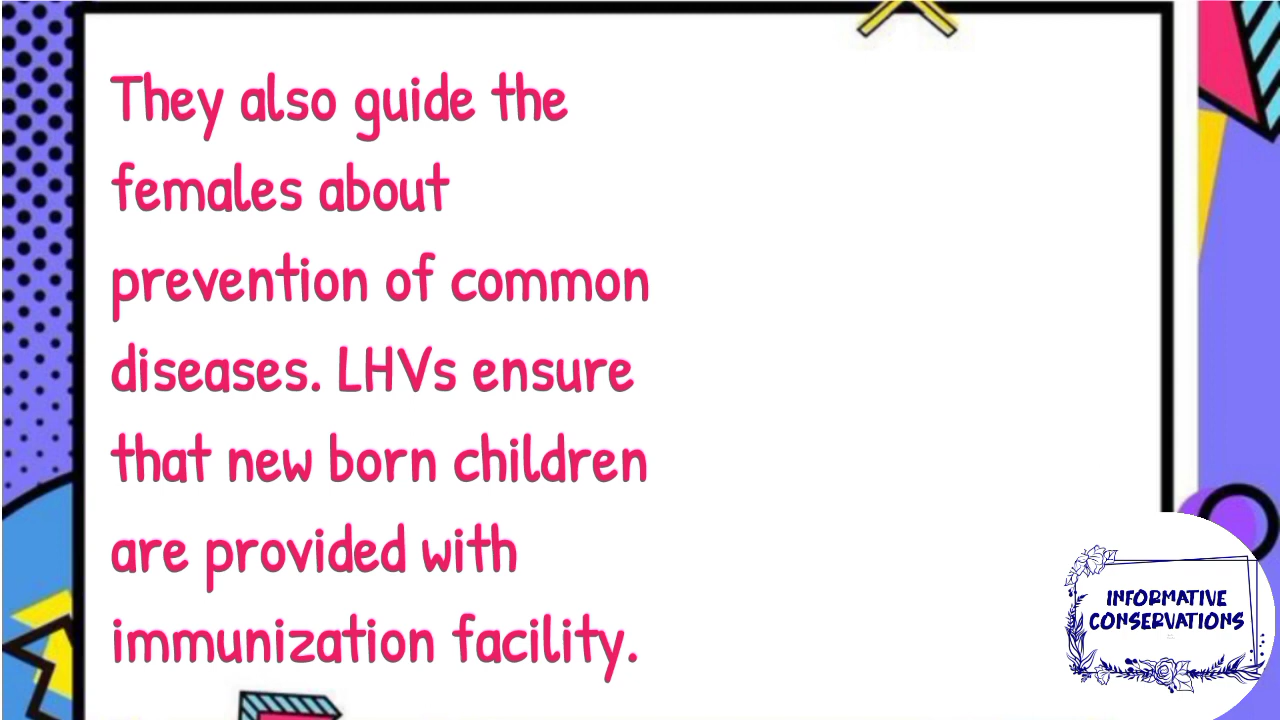 They also guide the
females about
prevention of common
diseases. LHVs ensure
that new born children
are provided with
immunization facility.
INFORMATIVE
CONSERVATIONS